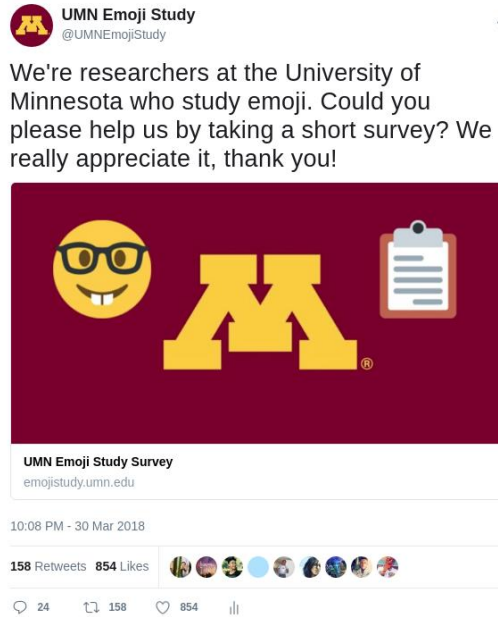 UMN Emoji Study
@UMNEmojiStudy
We're researchers at the University of
Minnesota who study emoji. Could you
please help us by taking a short survey? We
really appreciate it, thank you!
M
®
UMN Emoji Study Survey
emojistudy.umn.edu
10:08 PM - 30 Mar 2018
158 Retweets 854 Likes
24 158 854